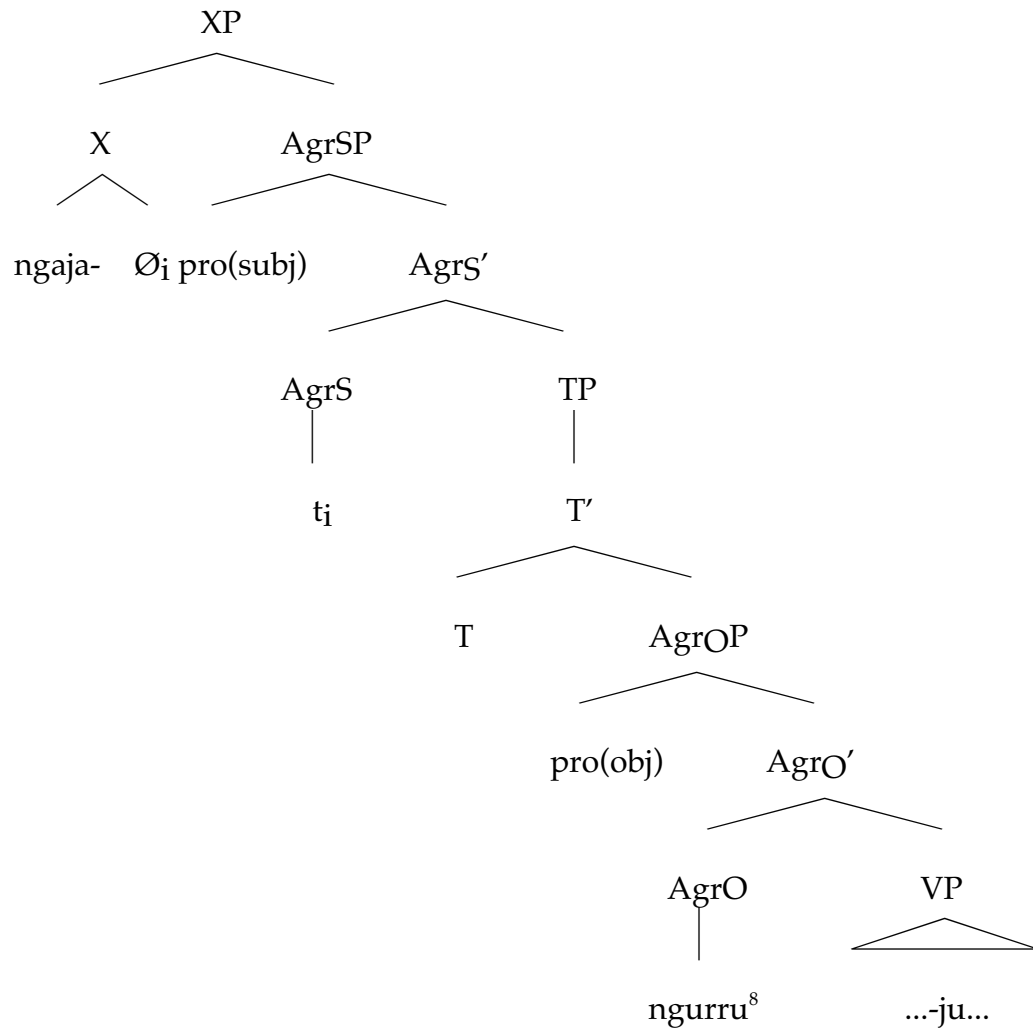 XP
X AgrSP
ngaja- Øi pro(subj) AgrS’
AgrS TP
ti T’
T AgrOP
pro(obj) AgrO’
AgrO VP
ngurru⁸ ...-ju...